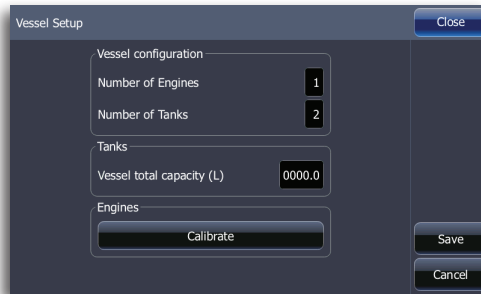 Vessel Setup
Close
Vessel configuration
Number of Engines 1
Number of Tanks 2
Tanks
Vessel total capacity (L) 0000.0
Engines
Calibrate
Save
Cancel